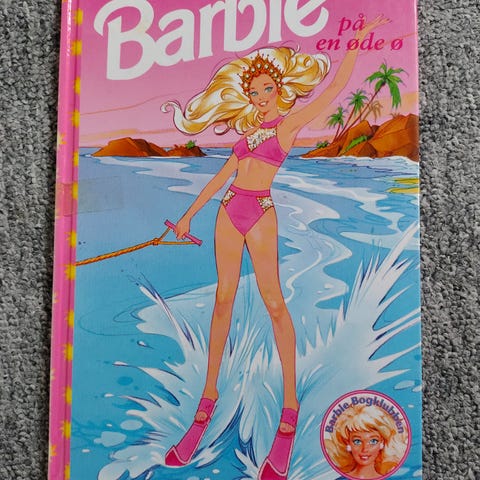 Barbie
på
en øde ø
Barbie Bogklubben